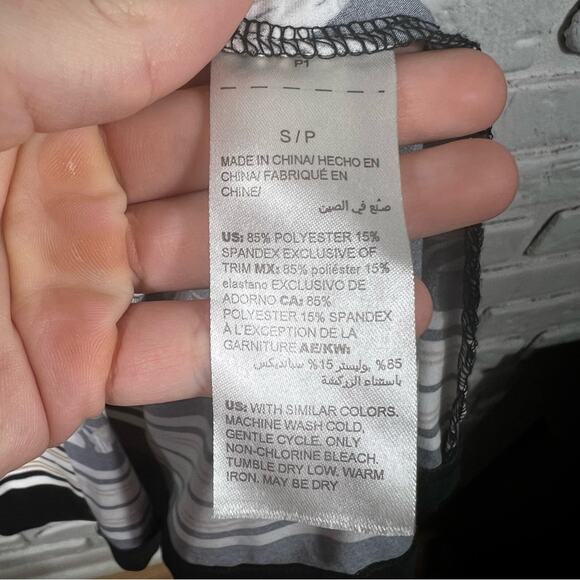 P1
S/P
MADE IN CHINA/ HECHO EN
CHINA/ FABRIQUÉ EN
CHINE/
صنع في الصين
US: 85% POLYESTER 15%
SPANDEX EXCLUSIVE OF
TRIM MX: 85% poliéster 15%
elastano EXCLUSIVO DE
ADORNO CA: 85%
POLYESTER 15% SPANDEX
À L'EXCEPTION DE LA
GARNITURE AE/KW:
85% بوليستر 15% سبانديكس
باستثناء الزركشة
US: WITH SIMILAR COLORS.
MACHINE WASH COLD,
GENTLE CYCLE. ONLY
NON-CHLORINE BLEACH.
TUMBLE DRY LOW. WARM
IRON. MAY BE DRY